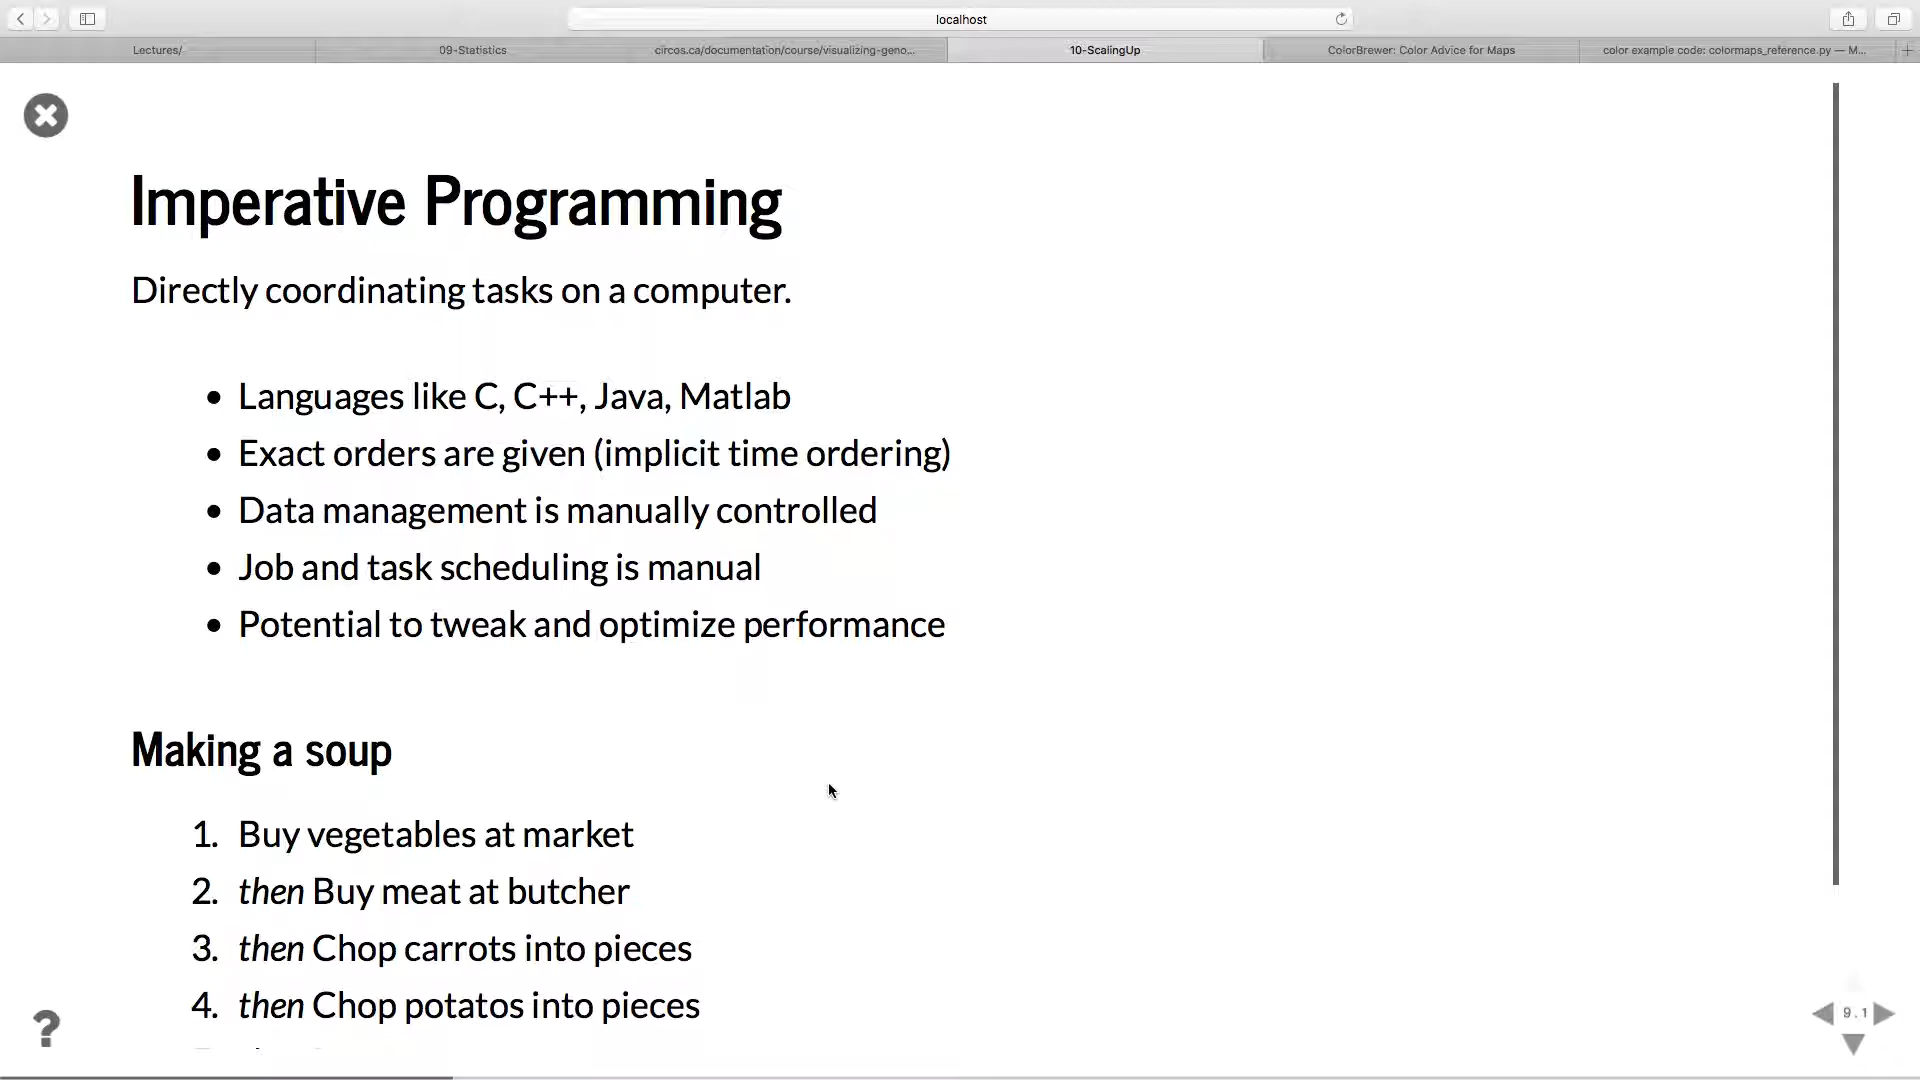 localhost
Lectures/
09-Statistics
circos.ca/documentation/course/visualizing-geno...
10-ScalingUp
ColorBrewer: Color Advice for Maps
color example code: colormaps_reference.py — M...
Imperative Programming
Directly coordinating tasks on a computer.
• Languages like C, C++, Java, Matlab
• Exact orders are given (implicit time ordering)
• Data management is manually controlled
• Job and task scheduling is manual
• Potential to tweak and optimize performance
Making a soup
1. Buy vegetables at market
2. then Buy meat at butcher
3. then Chop carrots into pieces
4. then Chop potatos into pieces
?
9.1